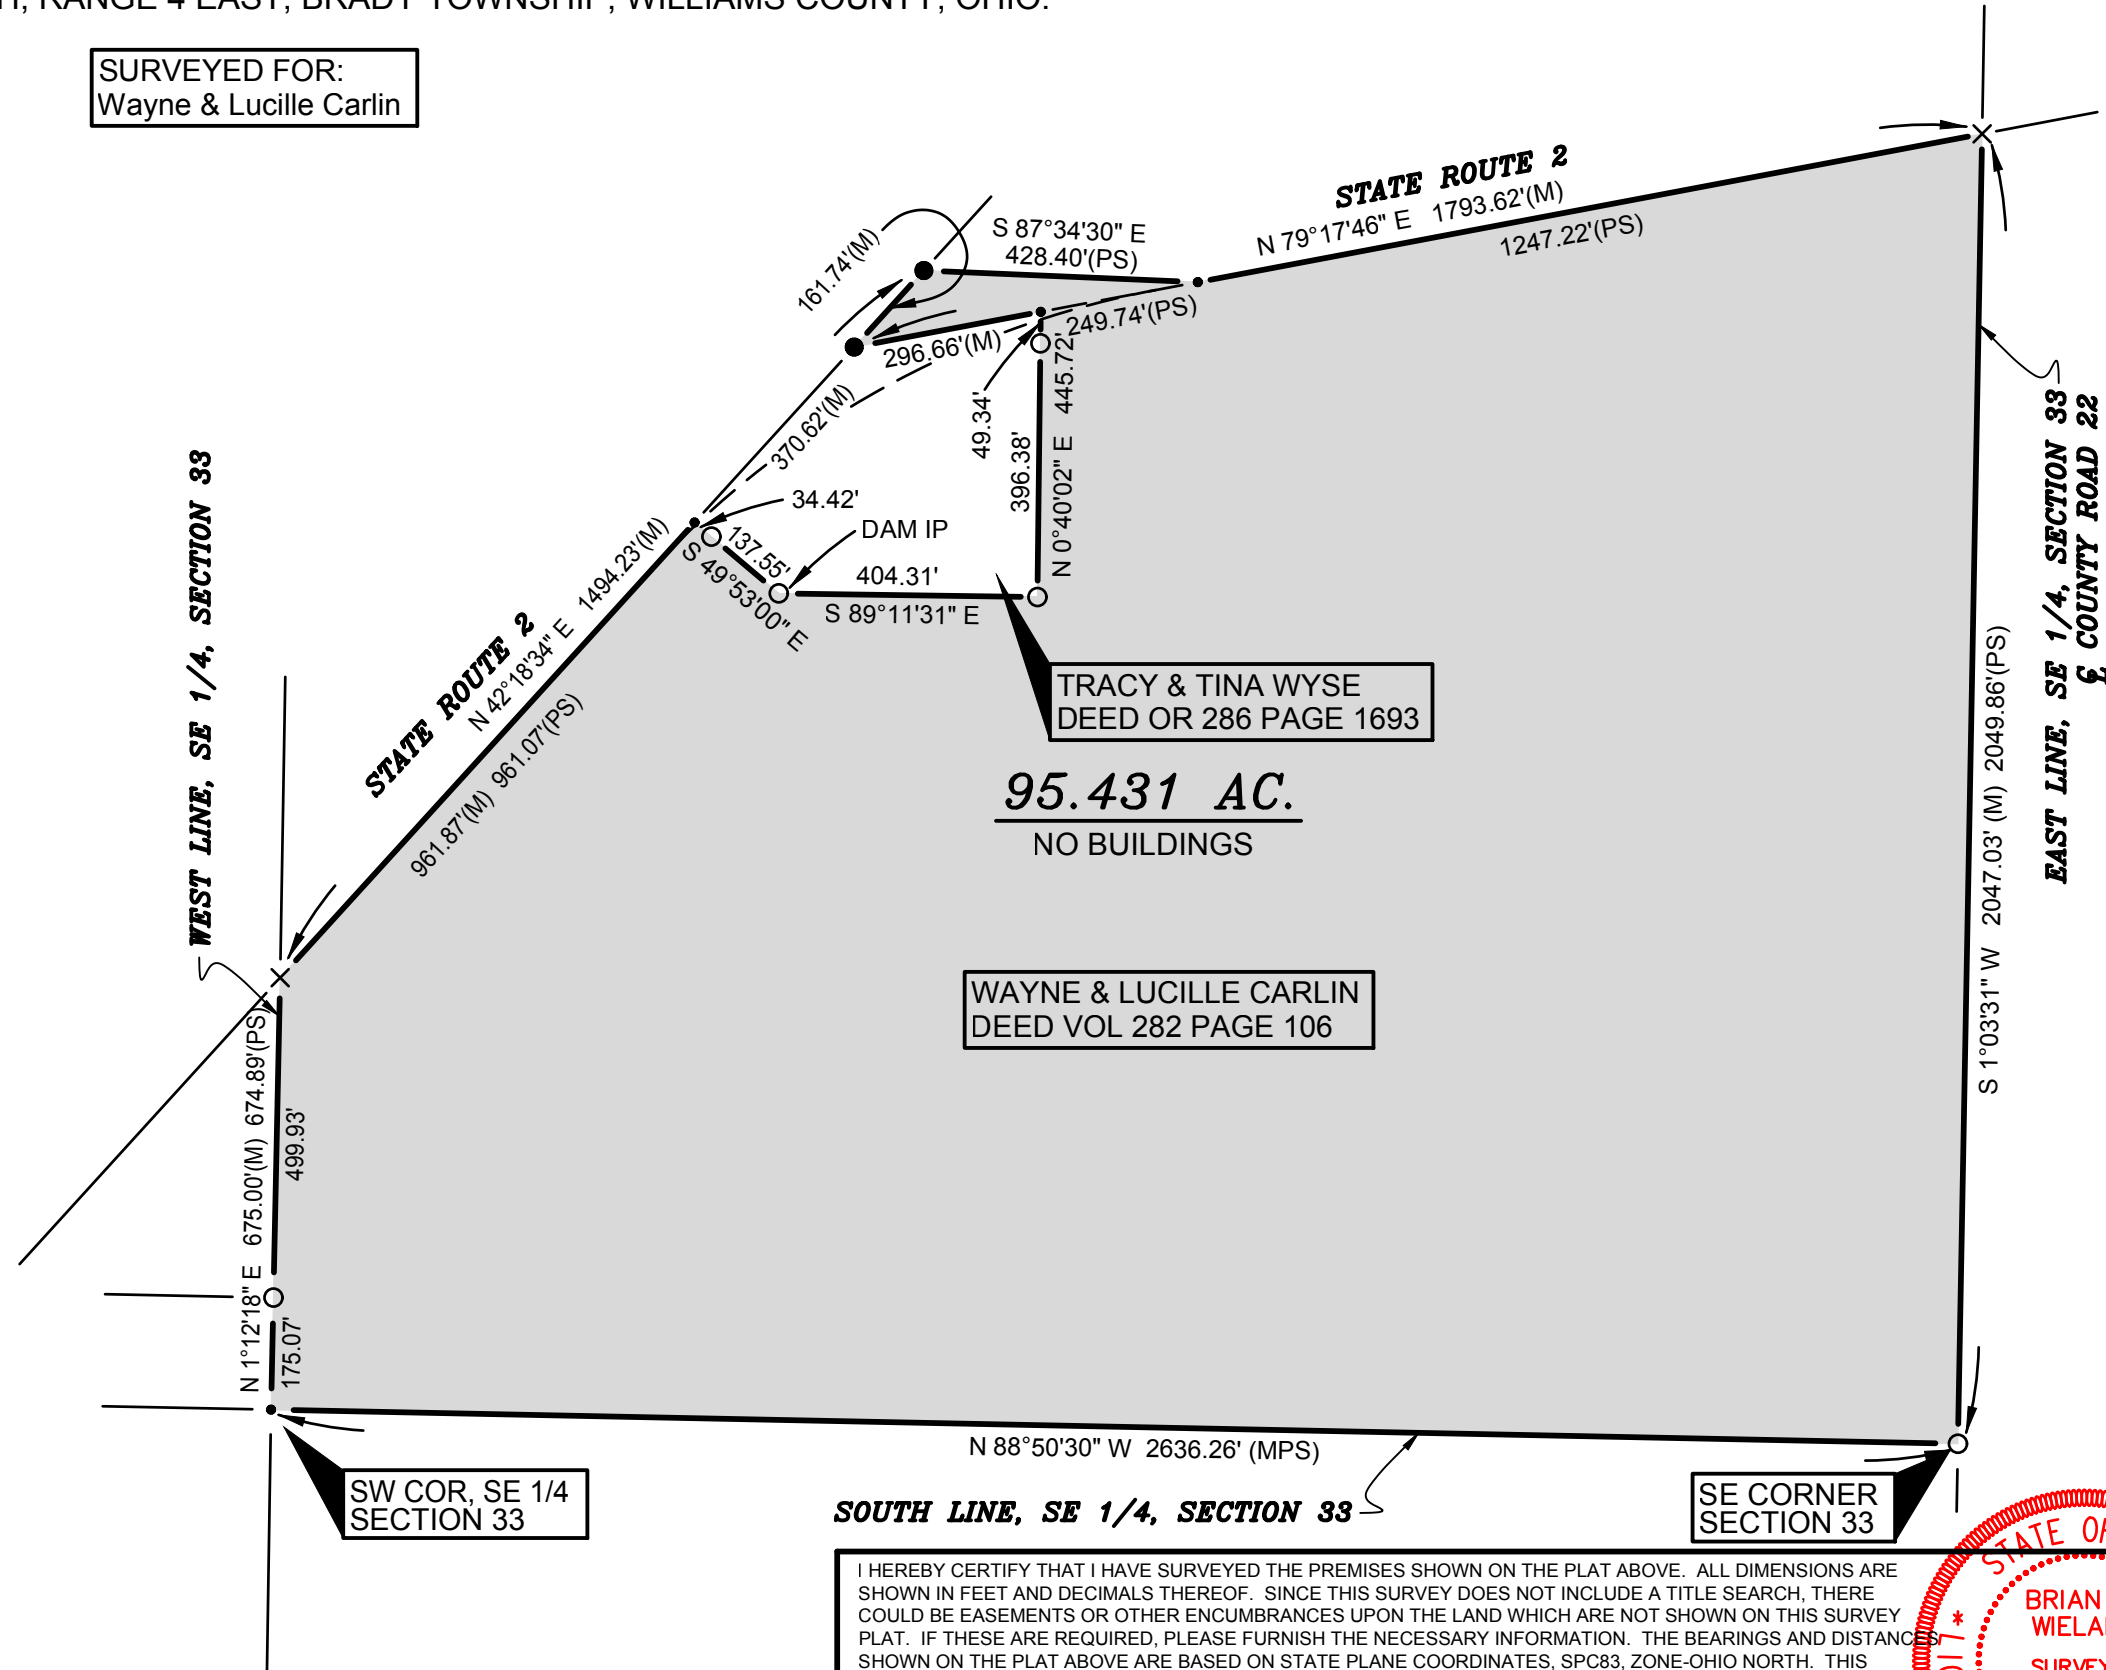 RANGE 4 EAST, BRADY TOWNSHIP, WILLIAMS COUNTY, OHIO.
SURVEYED FOR:
Wayne & Lucille Carlin
STATE ROUTE 2
N 79°17'46" E 1793.62'(M)
1247.22'(PS)
S 87°34'30" E
428.40'(PS)
161.74'(M)
249.74'(PS)
296.66'(M)
370.62'(M)
49.34'
445.72'
396.38'
N 0°40'02" E
34.42'
DAM IP
137.55'
S 49°53'00" E
404.31'
S 89°11'31" E
WEST LINE, SE 1/4, SECTION 33
STATE ROUTE 2
N 42°18'34" E 1494.23'(M)
961.87'(M) 961.07'(PS)
TRACY & TINA WYSE
DEED OR 286 PAGE 1693
95.431 AC.
NO BUILDINGS
WAYNE & LUCILLE CARLIN
DEED VOL 282 PAGE 106
EAST LINE, SE 1/4, SECTION 33
℄ COUNTY ROAD 22
S 1°03'31" W 2047.03' (M) 2049.86'(PS)
N 1°12'18" E 675.00'(M) 674.89'(PS)
499.93'
175.07'
N 88°50'30" W 2636.26' (MPS)
SW COR, SE 1/4
SECTION 33
SOUTH LINE, SE 1/4, SECTION 33
SE CORNER
SECTION 33
I HEREBY CERTIFY THAT I HAVE SURVEYED THE PREMISES SHOWN ON THE PLAT ABOVE. ALL DIMENSIONS ARE
SHOWN IN FEET AND DECIMALS THEREOF. SINCE THIS SURVEY DOES NOT INCLUDE A TITLE SEARCH, THERE
COULD BE EASEMENTS OR OTHER ENCUMBRANCES UPON THE LAND WHICH ARE NOT SHOWN ON THIS SURVEY
PLAT. IF THESE ARE REQUIRED, PLEASE FURNISH THE NECESSARY INFORMATION. THE BEARINGS AND DISTANCES
SHOWN ON THE PLAT ABOVE ARE BASED ON STATE PLANE COORDINATES, SPC83, ZONE-OHIO NORTH. THIS
STATE OF
BRIAN